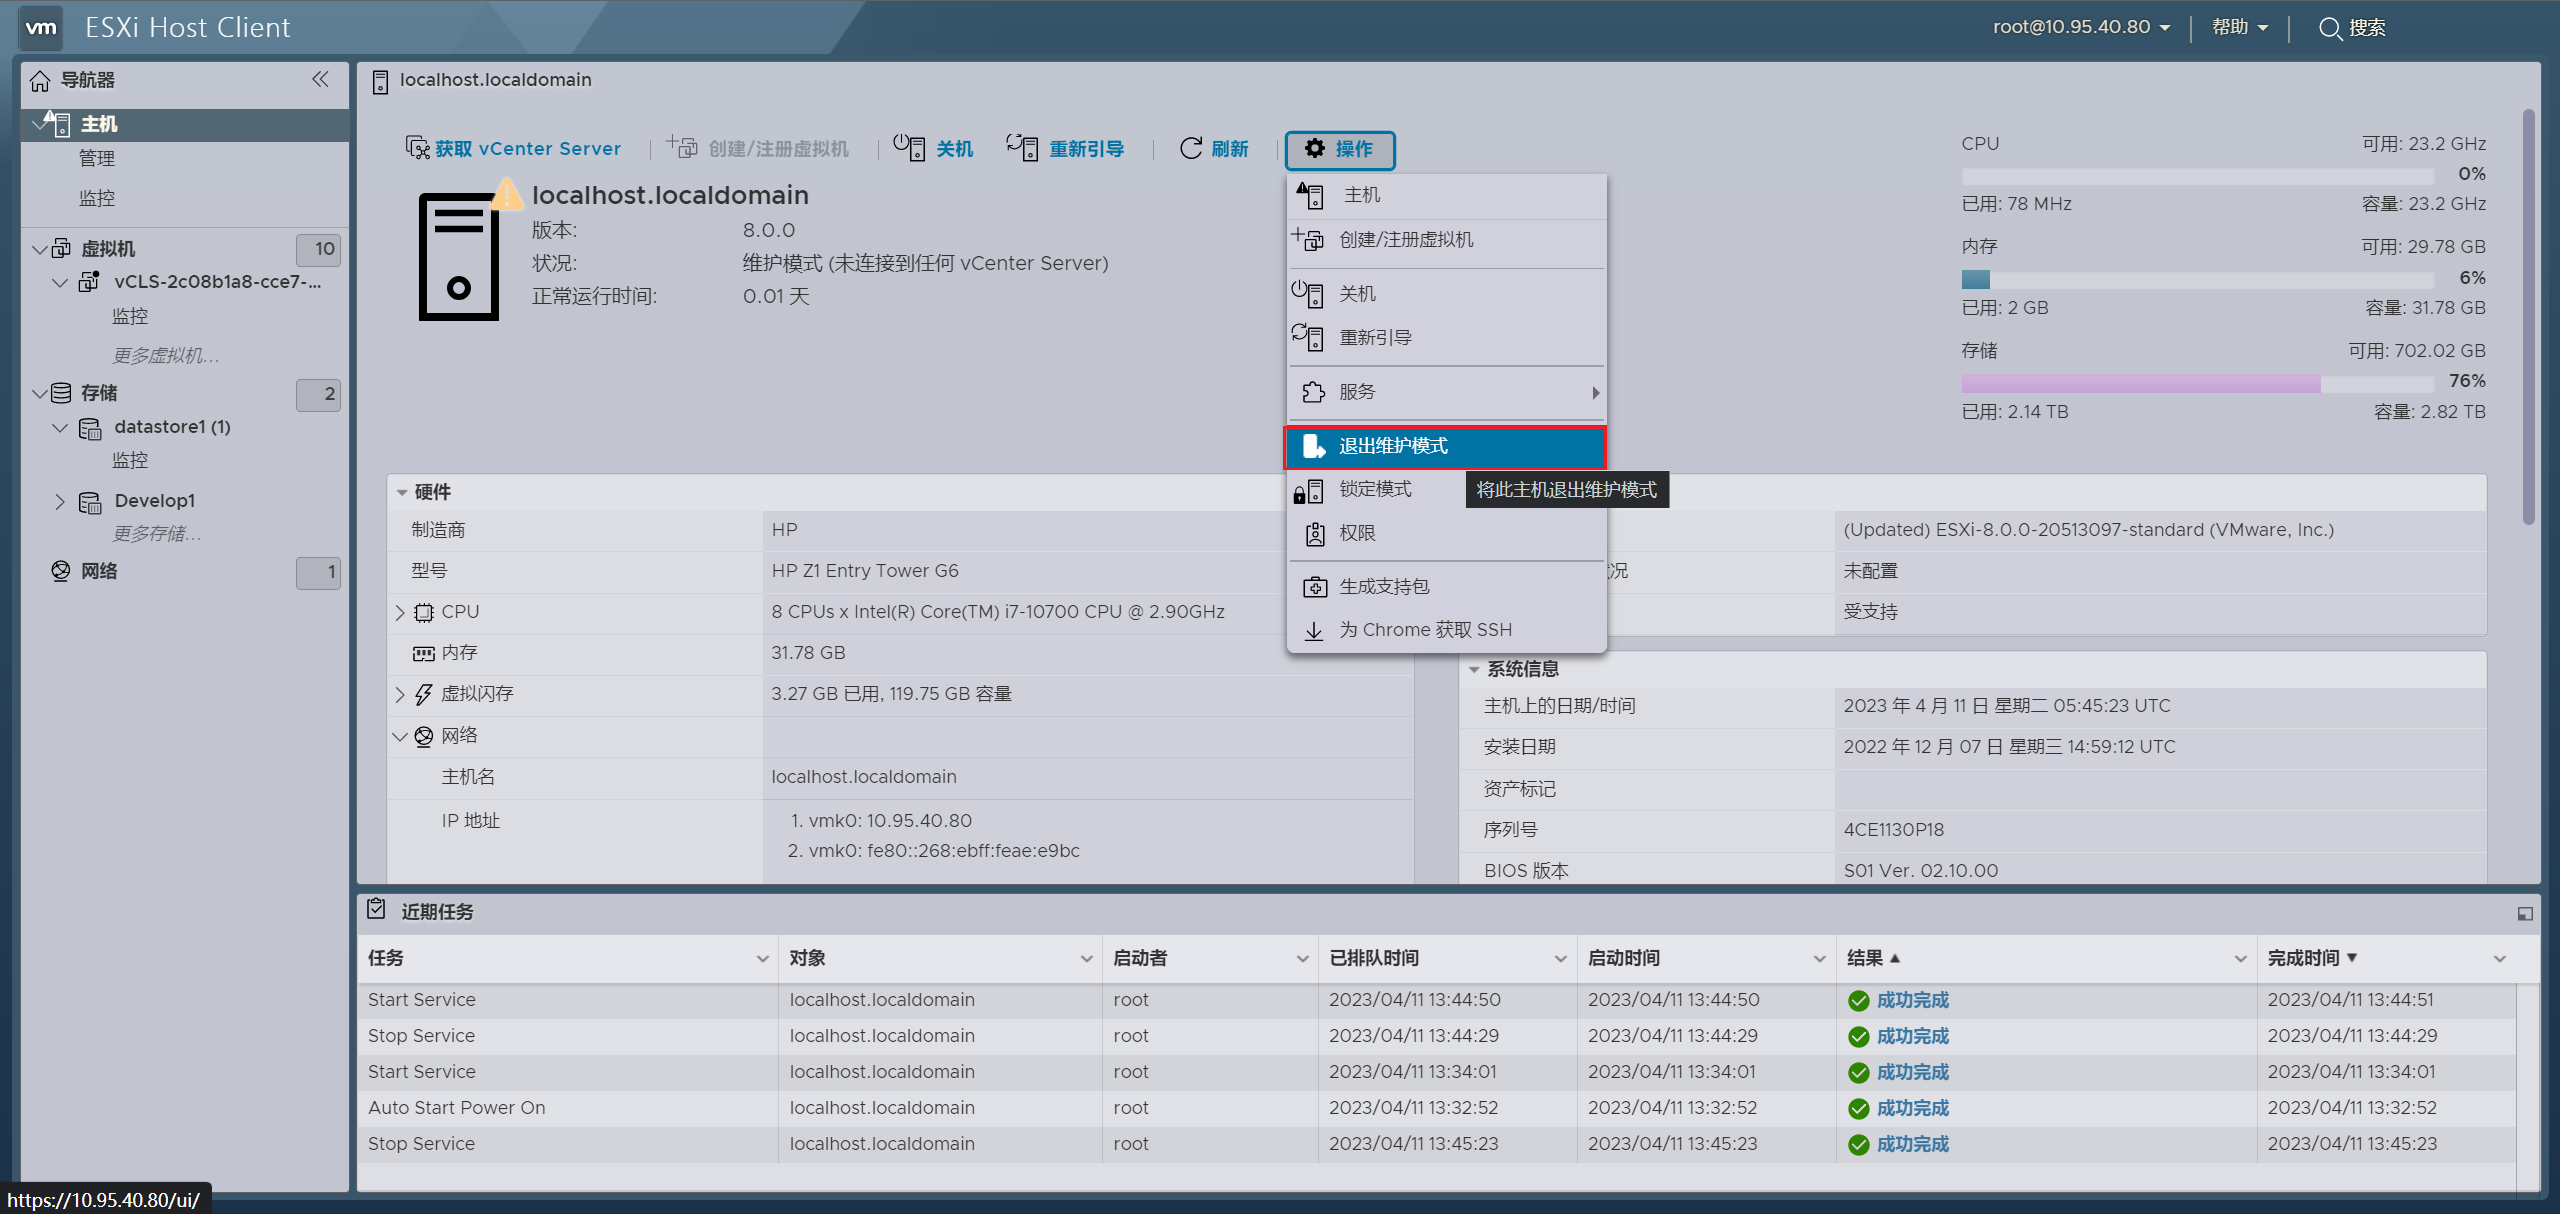 vm ESXi Host Client
root@10.95.40.80 帮助 搜索
导航器
主机
管理
监控
虚拟机 10
vCLS-2c08b1a8-cce7-...
监控
更多虚拟机...
存储 2
datastore1 (1)
监控
Develop1
更多存储...
网络 1
localhost.localdomain
获取 vCenter Server 创建/注册虚拟机 关机 重新引导 刷新 操作
localhost.localdomain
版本: 8.0.0
状况: 维护模式 (未连接到任何 vCenter Server)
正常运行时间: 0.01 天
主机
创建/注册虚拟机
关机
重新引导
服务
退出维护模式
将此主机退出维护模式
锁定模式
权限
生成支持包
为 Chrome 获取 SSH
CPU 可用: 23.2 GHz
0%
已用: 78 MHz 容量: 23.2 GHz
内存 可用: 29.78 GB
6%
已用: 2 GB 容量: 31.78 GB
存储 可用: 702.02 GB
76%
已用: 2.14 TB 容量: 2.82 TB
硬件
制造商 HP
型号 HP Z1 Entry Tower G6
CPU 8 CPUs x Intel(R) Core(TM) i7-10700 CPU @ 2.90GHz
内存 31.78 GB
虚拟闪存 3.27 GB 已用, 119.75 GB 容量
网络
主机名 localhost.localdomain
IP 地址 1. vmk0: 10.95.40.80
2. vmk0: fe80::268:ebff:feae:e9bc
(Updated) ESXi-8.0.0-20513097-standard (VMware, Inc.)
况 未配置
受支持
系统信息
主机上的日期/时间 2023 年 4 月 11 日 星期二 05:45:23 UTC
安装日期 2022 年 12 月 07 日 星期三 14:59:12 UTC
资产标记
序列号 4CE1130P18
BIOS 版本 S01 Ver. 02.10.00
近期任务
任务 对象 启动者 已排队时间 启动时间 结果 ▲ 完成时间 ▼
Start Service localhost.localdomain root 2023/04/11 13:44:50 2023/04/11 13:44:50 成功完成 2023/04/11 13:44:51
Stop Service localhost.localdomain root 2023/04/11 13:44:29 2023/04/11 13:44:29 成功完成 2023/04/11 13:44:29
Start Service localhost.localdomain root 2023/04/11 13:34:01 2023/04/11 13:34:01 成功完成 2023/04/11 13:34:01
Auto Start Power On localhost.localdomain root 2023/04/11 13:32:52 2023/04/11 13:32:52 成功完成 2023/04/11 13:32:52
Stop Service localhost.localdomain root 2023/04/11 13:45:23 2023/04/11 13:45:23 成功完成 2023/04/11 13:45:23
https://10.95.40.80/ui/